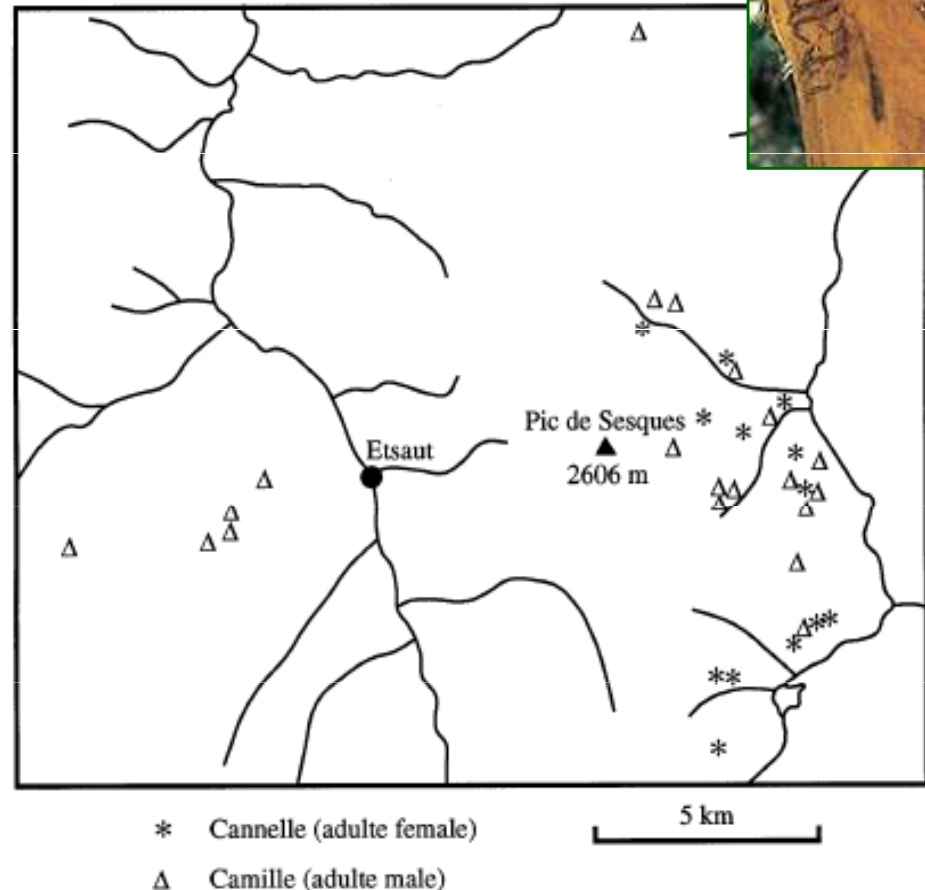 Pic de Sesques
Etsaut
2606 m
5 km
* Cannelle (adulte female)
Δ Camille (adulte male)